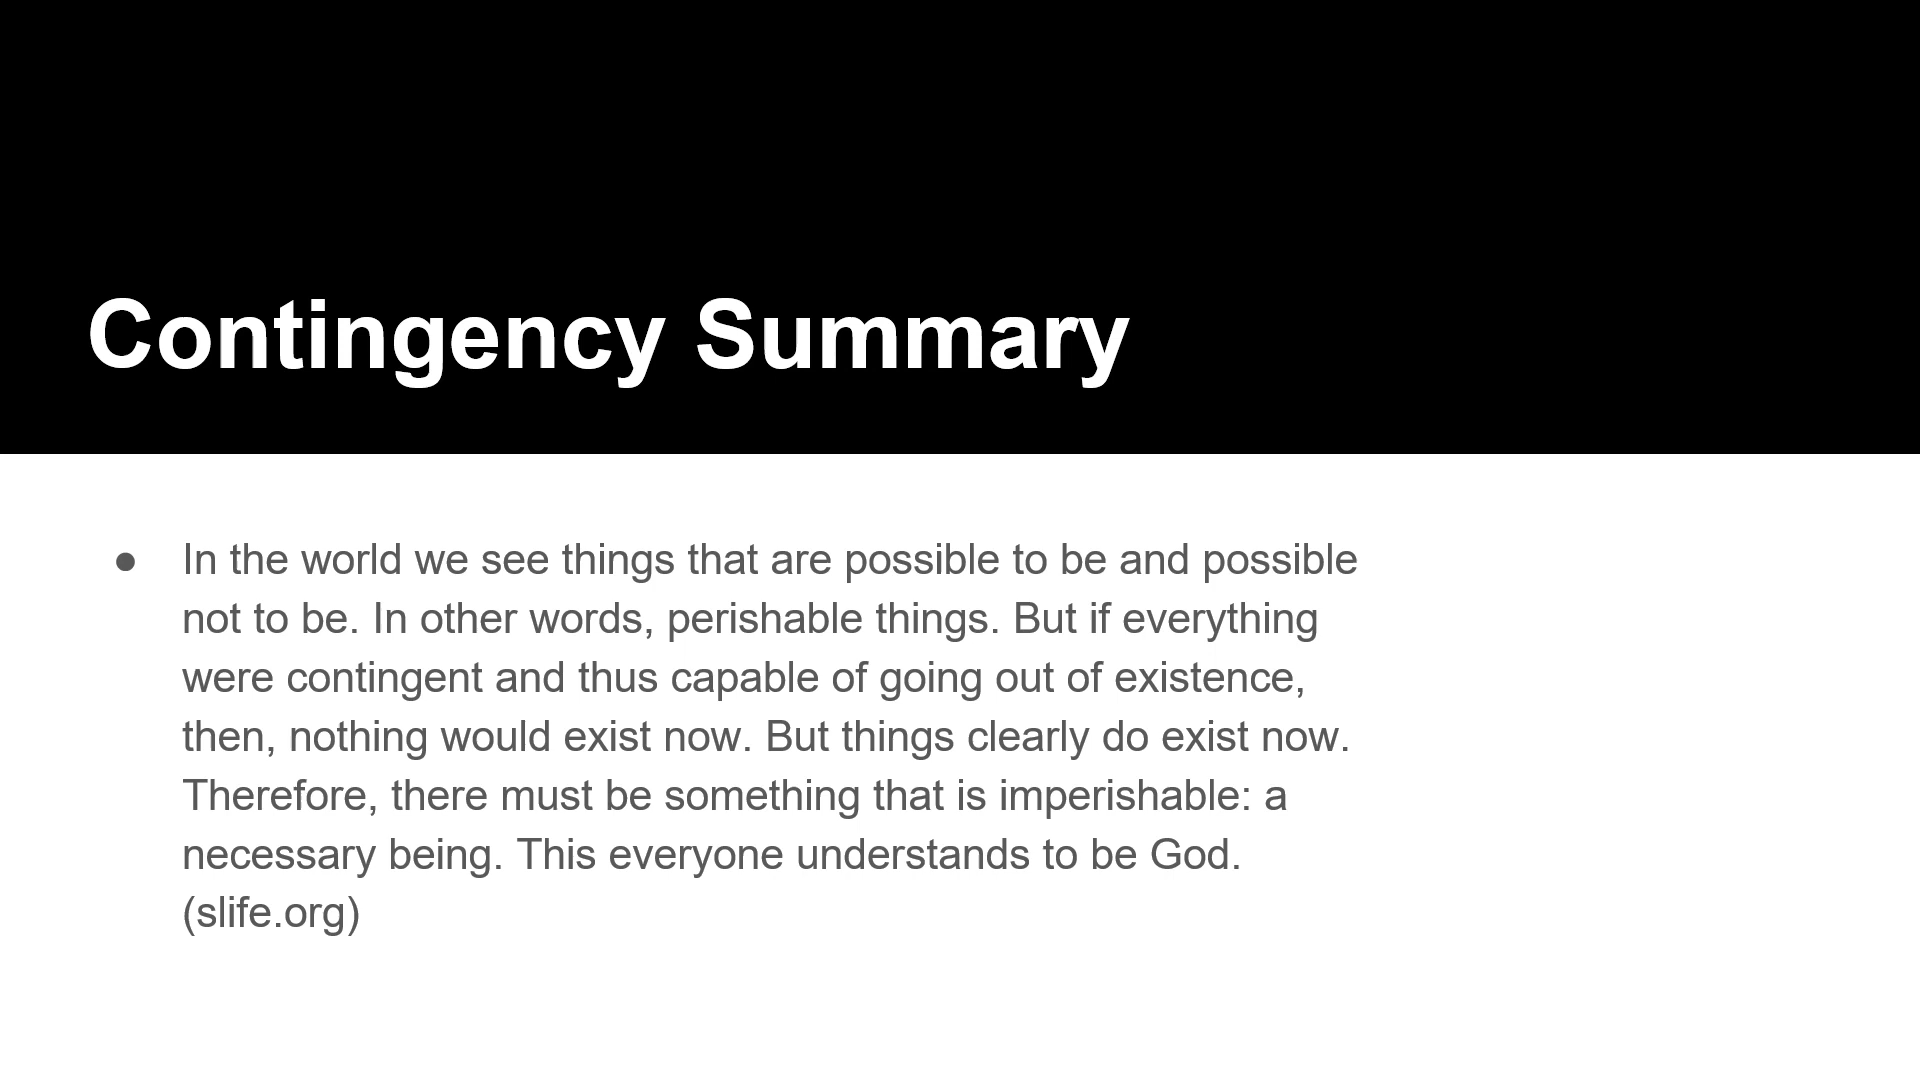 Contingency Summary
● In the world we see things that are possible to be and possible
not to be. In other words, perishable things. But if everything
were contingent and thus capable of going out of existence,
then, nothing would exist now. But things clearly do exist now.
Therefore, there must be something that is imperishable: a
necessary being. This everyone understands to be God.
(slife.org)